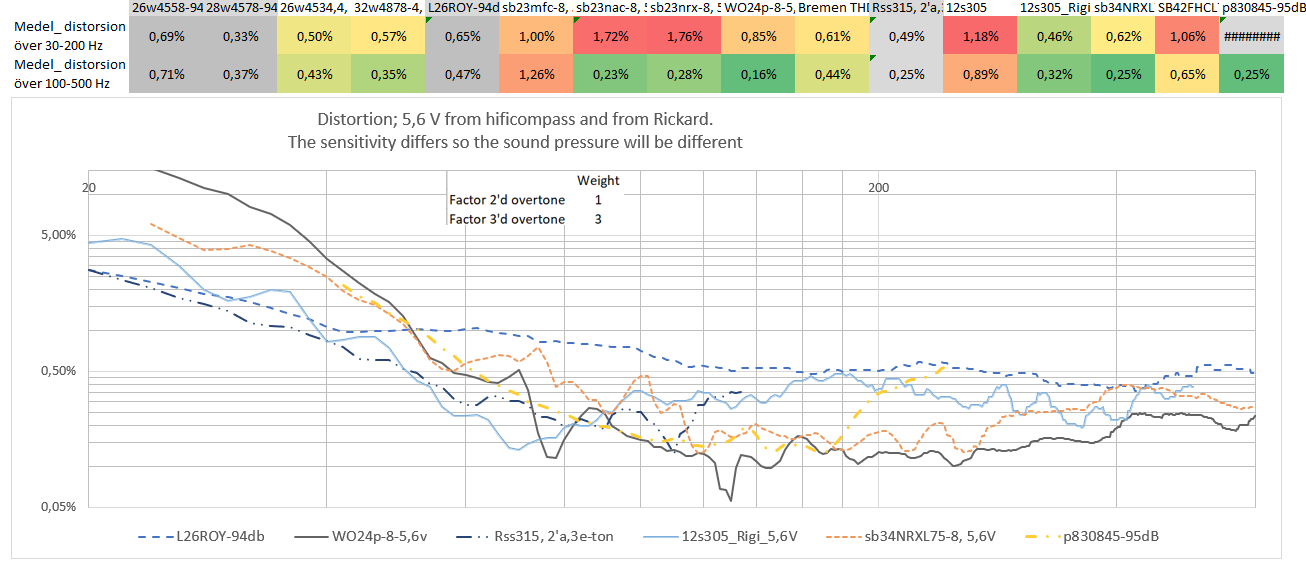 26w4558-94 28w4578-94 26w4534,4, 32w4878-4, L26ROY-94d sb23mfc-8, sb23nac-8, sb23nrx-8, WO24p-8-5, Bremen THI Rss315, 2'a, 12s305 12s305_Rigi sb34NRXL SB42FHCL p830845-95dB
Medel_distorsion
över 30-200 Hz
0,69% 0,33% 0,50% 0,57% 0,65% 1,00% 1,72% 1,76% 0,85% 0,61% 0,49% 1,18% 0,46% 0,62% 1,06% ########
Medel_distorsion
över 100-500 Hz
0,71% 0,37% 0,43% 0,35% 0,47% 1,26% 0,23% 0,28% 0,16% 0,44% 0,25% 0,89% 0,32% 0,25% 0,65% 0,25%
Distortion; 5,6 V from hificompass and from Rickard.
The sensitivity differs so the sound pressure will be different
Weight
Factor 2'd overtone 1
Factor 3'd overtone 3
20 200
5,00%
0,50%
0,05%
L26ROY-94db WO24p-8-5,6v Rss315, 2'a,3e-ton 12s305_Rigi_5,6V sb34NRXL75-8, 5,6V p830845-95dB